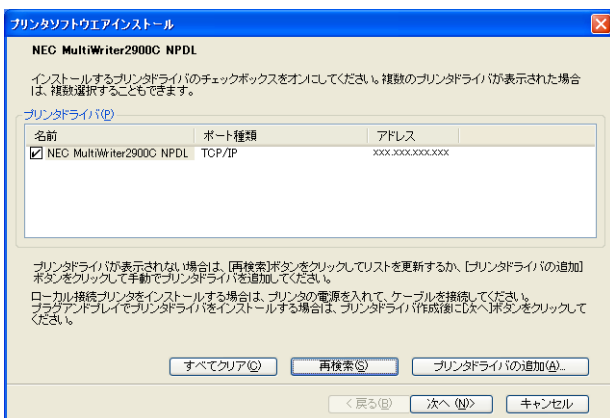 プリンタソフトウェアインストール
NEC MultiWriter2900C NPDL
インストールするプリンタドライバのチェックボックスをオンにしてください。複数のプリンタドライバが表示された場合
は、複数選択することもできます。
プリンタドライバ(P)
名前 ポート種類 アドレス
NEC MultiWriter2900C NPDL TCP/IP xxx.xxx.xxx.xxx
プリンタドライバが表示されない場合は、[再検索]ボタンをクリックしてリストを更新するか、[プリンタドライバの追加]
ボタンをクリックして手動でプリンタドライバを追加してください。
ローカル接続プリンタをインストールする場合は、プリンタの電源を入れて、ケーブルを接続してください。
プラグアンドプレイでプリンタドライバをインストールする場合は、プリンタドライバ作成後に[次へ]ボタンをクリックして
ください。
すべてクリア(C) 再検索(S) プリンタドライバの追加(A)...
< 戻る(B) 次へ (N)> キャンセル